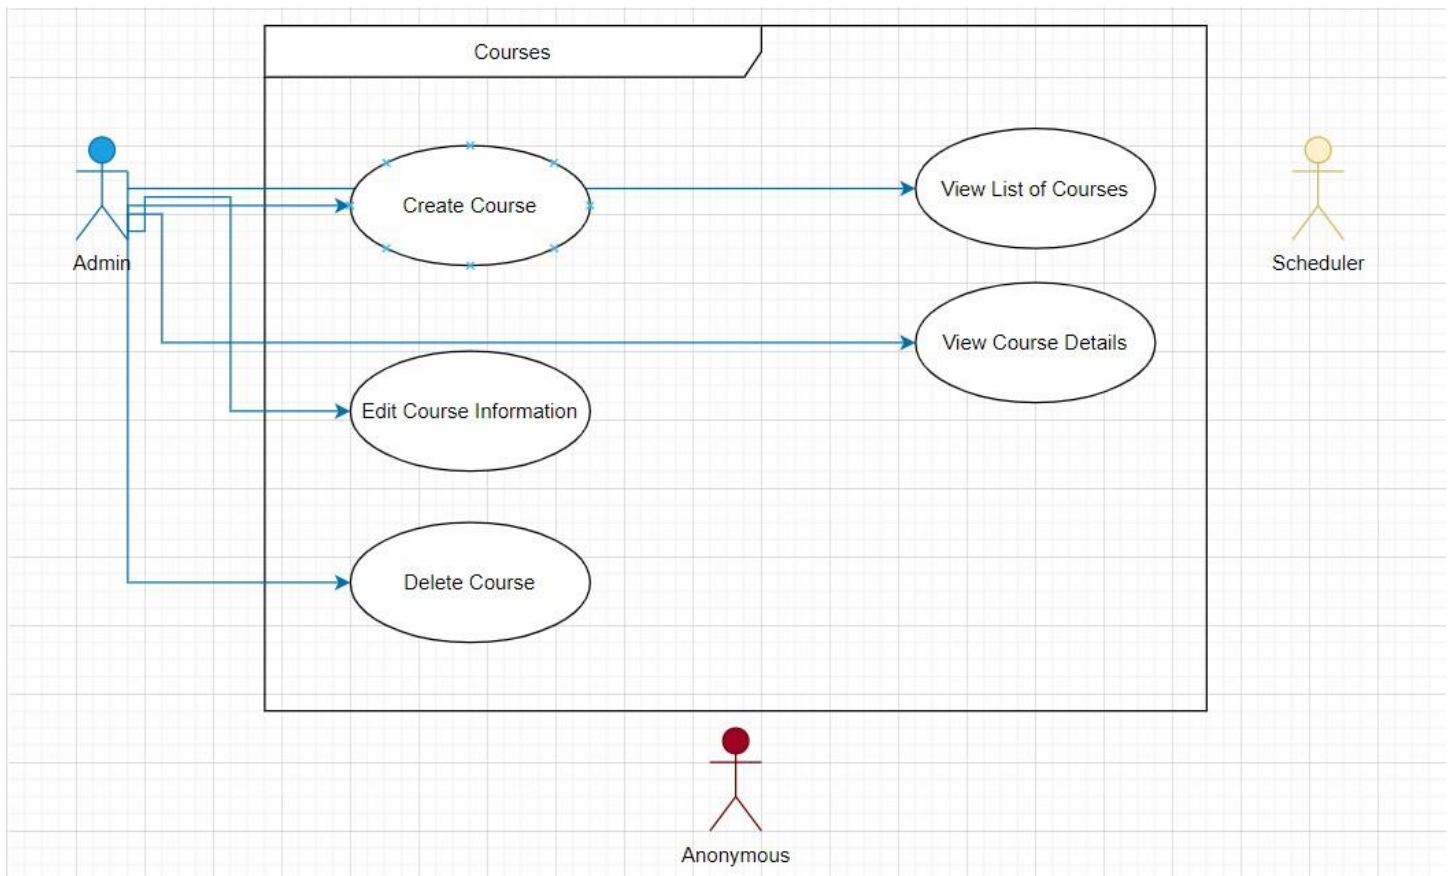 Courses
Create Course
View List of Courses
Admin
Scheduler
View Course Details
Edit Course Information
Delete Course
Anonymous